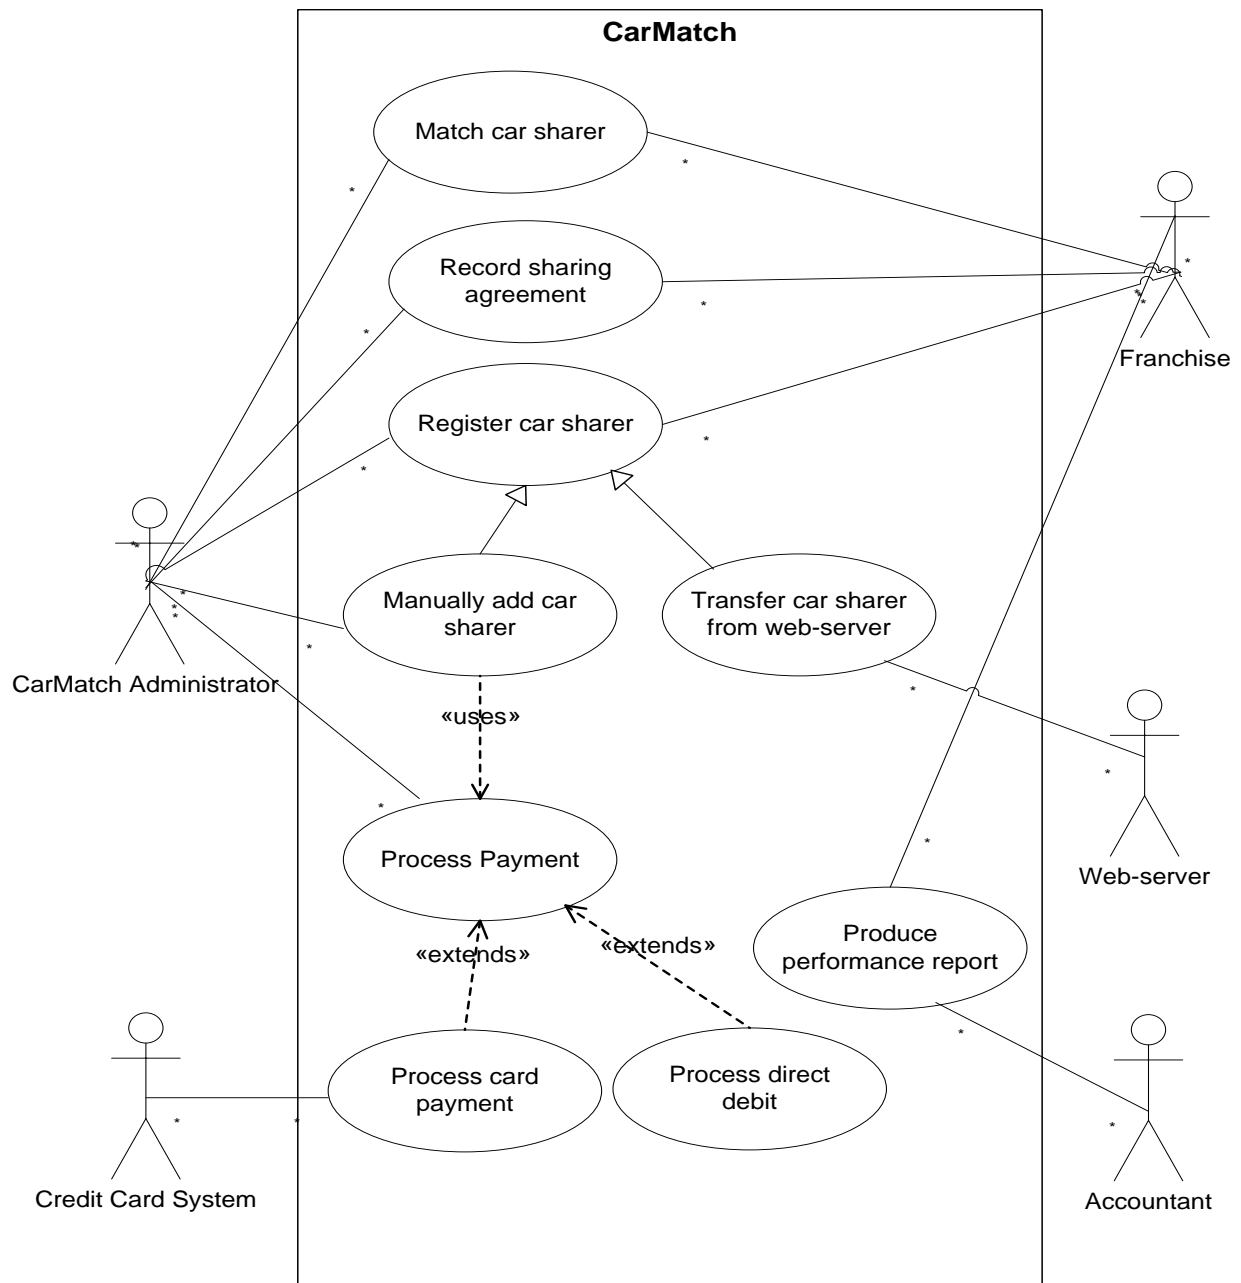 CarMatch
Match car sharer
*
*
Record sharing
agreement
*
*
*
*
*
*
Franchise
Register car sharer
*
*
*
*
*
*
*
Manually add car
sharer
*
Transfer car sharer
from web-server
*
CarMatch Administrator
«uses»
*
*
Web-server
*
Process Payment
*
Produce
performance report
«extends»
«extends»
*
Process card
payment
Process direct
debit
*
*
*
Credit Card System
Accountant